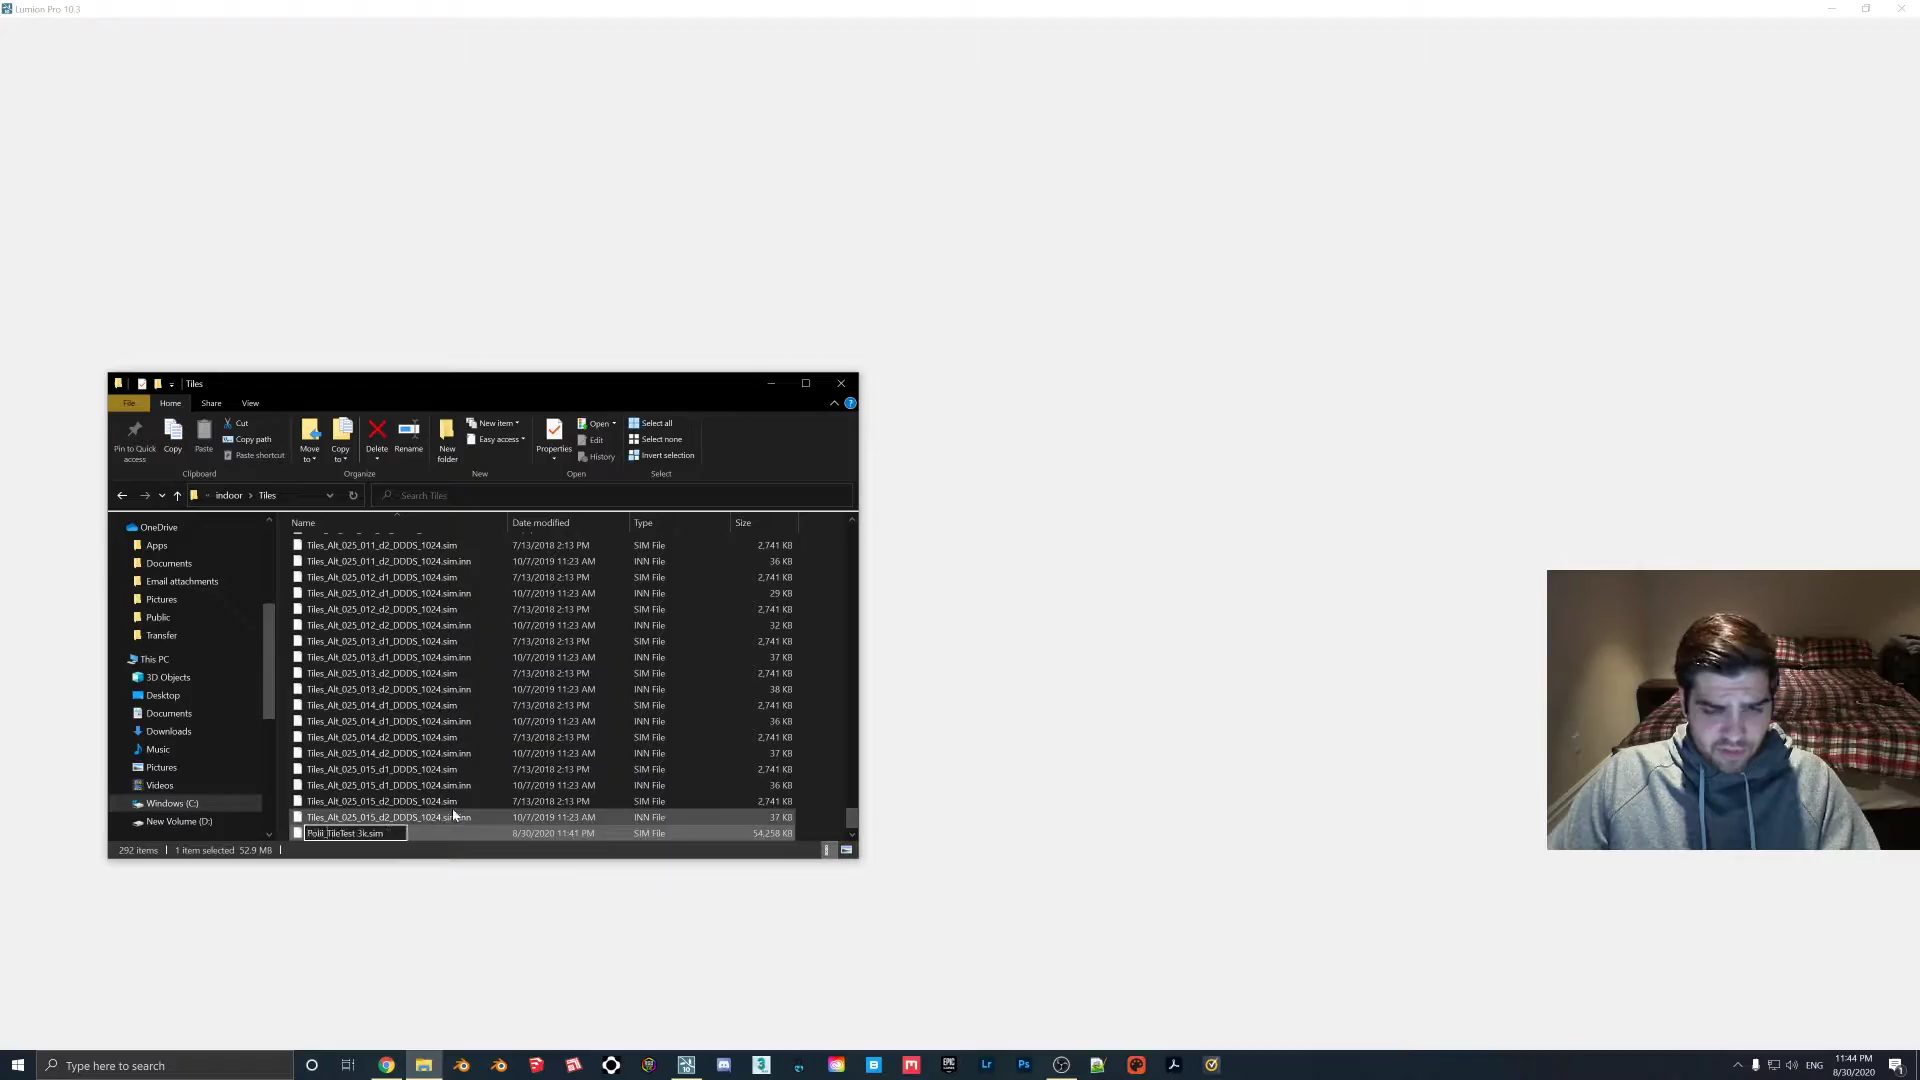 Lumion Pro 10.3
Tiles
File Home Share View
Pin to Quick access
Copy
Paste
Cut
Copy path
Paste shortcut
Clipboard
Move to
Copy to
Delete
Rename
Organize
New folder
New item
Easy access
New
Properties
Open
Edit
History
Open
Select all
Select none
Invert selection
Select
indoor > Tiles
Search Tiles
OneDrive
Apps
Documents
Email attachments
Pictures
Public
Transfer
This PC
3D Objects
Desktop
Documents
Downloads
Music
Pictures
Videos
Windows (C:)
New Volume (D:)
Name Date modified Type Size
Tiles_Alt_025_011_d2_DDDS_1024.sim 7/13/2018 2:13 PM SIM File 2,741 KB
Tiles_Alt_025_011_d2_DDDS_1024.sim.inn 10/7/2019 11:23 AM INN File 36 KB
Tiles_Alt_025_012_d1_DDDS_1024.sim 7/13/2018 2:13 PM SIM File 2,741 KB
Tiles_Alt_025_012_d1_DDDS_1024.sim.inn 10/7/2019 11:23 AM INN File 29 KB
Tiles_Alt_025_012_d2_DDDS_1024.sim 7/13/2018 2:13 PM SIM File 2,741 KB
Tiles_Alt_025_012_d2_DDDS_1024.sim.inn 10/7/2019 11:23 AM INN File 32 KB
Tiles_Alt_025_013_d1_DDDS_1024.sim 7/13/2018 2:13 PM SIM File 2,741 KB
Tiles_Alt_025_013_d1_DDDS_1024.sim.inn 10/7/2019 11:23 AM INN File 37 KB
Tiles_Alt_025_013_d2_DDDS_1024.sim 7/13/2018 2:13 PM SIM File 2,741 KB
Tiles_Alt_025_013_d2_DDDS_1024.sim.inn 10/7/2019 11:23 AM INN File 38 KB
Tiles_Alt_025_014_d1_DDDS_1024.sim 7/13/2018 2:13 PM SIM File 2,741 KB
Tiles_Alt_025_014_d1_DDDS_1024.sim.inn 10/7/2019 11:23 AM INN File 36 KB
Tiles_Alt_025_014_d2_DDDS_1024.sim 7/13/2018 2:13 PM SIM File 2,741 KB
Tiles_Alt_025_014_d2_DDDS_1024.sim.inn 10/7/2019 11:23 AM INN File 37 KB
Tiles_Alt_025_015_d1_DDDS_1024.sim 7/13/2018 2:13 PM SIM File 2,741 KB
Tiles_Alt_025_015_d1_DDDS_1024.sim.inn 10/7/2019 11:23 AM INN File 36 KB
Tiles_Alt_025_015_d2_DDDS_1024.sim 7/13/2018 2:13 PM SIM File 2,741 KB
Tiles_Alt_025_015_d2_DDDS_1024.sim.inn 10/7/2019 11:23 AM INN File 37 KB
Polii_TileTest 3k.sim 8/30/2020 11:41 PM SIM File 54,258 KB
292 items 1 item selected 52.9 MB
Type here to search
Lr
Ps
ENG
11:44 PM
8/30/2020